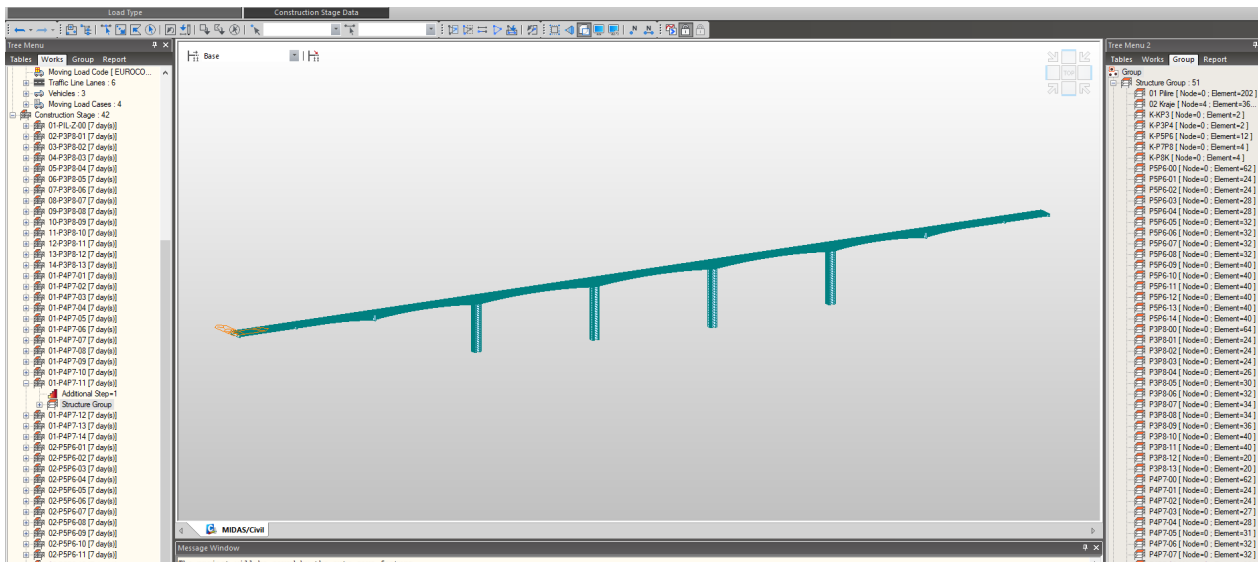 Load Type
Construction Stage Data
Tree Menu
Tables Works Group Report
Moving Load Code [ EUROCO...
Traffic Line Lanes : 6
Vehicles : 3
Moving Load Cases : 4
Construction Stage : 42
01-PIL-Z-00 [7 day(s)]
02-P3P8-01 [7 day(s)]
03-P3P8-02 [7 day(s)]
04-P3P8-03 [7 day(s)]
05-P3P8-04 [7 day(s)]
06-P3P8-05 [7 day(s)]
07-P3P8-06 [7 day(s)]
08-P3P8-07 [7 day(s)]
09-P3P8-08 [7 day(s)]
10-P3P8-09 [7 day(s)]
11-P3P8-10 [7 day(s)]
12-P3P8-11 [7 day(s)]
13-P3P8-12 [7 day(s)]
14-P3P8-13 [7 day(s)]
01-P4P7-01 [7 day(s)]
01-P4P7-02 [7 day(s)]
01-P4P7-03 [7 day(s)]
01-P4P7-04 [7 day(s)]
01-P4P7-05 [7 day(s)]
01-P4P7-06 [7 day(s)]
01-P4P7-07 [7 day(s)]
01-P4P7-08 [7 day(s)]
01-P4P7-09 [7 day(s)]
01-P4P7-10 [7 day(s)]
01-P4P7-11 [7 day(s)]
Additional Step=1
Structure Group
01-P4P7-12 [7 day(s)]
01-P4P7-13 [7 day(s)]
01-P4P7-14 [7 day(s)]
02-P5P6-01 [7 day(s)]
02-P5P6-02 [7 day(s)]
02-P5P6-03 [7 day(s)]
02-P5P6-04 [7 day(s)]
02-P5P6-05 [7 day(s)]
02-P5P6-06 [7 day(s)]
02-P5P6-07 [7 day(s)]
02-P5P6-08 [7 day(s)]
02-P5P6-09 [7 day(s)]
02-P5P6-10 [7 day(s)]
02-P5P6-11 [7 day(s)]
Base
TOP
MIDAS/Civil
Message Window
Tree Menu 2
Tables Works Group Report
Group
Structure Group : 51
01 Pilire [ Node=0 ; Element=202 ]
02 Kraje [ Node=4 ; Element=36...
K-KP3 [ Node=0 ; Element=2 ]
K-P3P4 [ Node=0 ; Element=2 ]
K-P5P6 [ Node=0 ; Element=12 ]
K-P7P8 [ Node=0 ; Element=4 ]
K-P8K [ Node=0 ; Element=4 ]
P5P6-00 [ Node=0 ; Element=62 ]
P5P6-01 [ Node=0 ; Element=24 ]
P5P6-02 [ Node=0 ; Element=24 ]
P5P6-03 [ Node=0 ; Element=28 ]
P5P6-04 [ Node=0 ; Element=28 ]
P5P6-05 [ Node=0 ; Element=32 ]
P5P6-06 [ Node=0 ; Element=32 ]
P5P6-07 [ Node=0 ; Element=32 ]
P5P6-08 [ Node=0 ; Element=32 ]
P5P6-09 [ Node=0 ; Element=40 ]
P5P6-10 [ Node=0 ; Element=40 ]
P5P6-11 [ Node=0 ; Element=40 ]
P5P6-12 [ Node=0 ; Element=40 ]
P5P6-13 [ Node=0 ; Element=40 ]
P5P6-14 [ Node=0 ; Element=40 ]
P3P8-00 [ Node=0 ; Element=64 ]
P3P8-01 [ Node=0 ; Element=24 ]
P3P8-02 [ Node=0 ; Element=24 ]
P3P8-03 [ Node=0 ; Element=24 ]
P3P8-04 [ Node=0 ; Element=26 ]
P3P8-05 [ Node=0 ; Element=30 ]
P3P8-06 [ Node=0 ; Element=32 ]
P3P8-07 [ Node=0 ; Element=34 ]
P3P8-08 [ Node=0 ; Element=34 ]
P3P8-09 [ Node=0 ; Element=36 ]
P3P8-10 [ Node=0 ; Element=40 ]
P3P8-11 [ Node=0 ; Element=40 ]
P3P8-12 [ Node=0 ; Element=20 ]
P3P8-13 [ Node=0 ; Element=20 ]
P4P7-00 [ Node=0 ; Element=62 ]
P4P7-01 [ Node=0 ; Element=24 ]
P4P7-02 [ Node=0 ; Element=24 ]
P4P7-03 [ Node=0 ; Element=27 ]
P4P7-04 [ Node=0 ; Element=28 ]
P4P7-05 [ Node=0 ; Element=31 ]
P4P7-06 [ Node=0 ; Element=32 ]
P4P7-07 [ Node=0 ; Element=32 ]